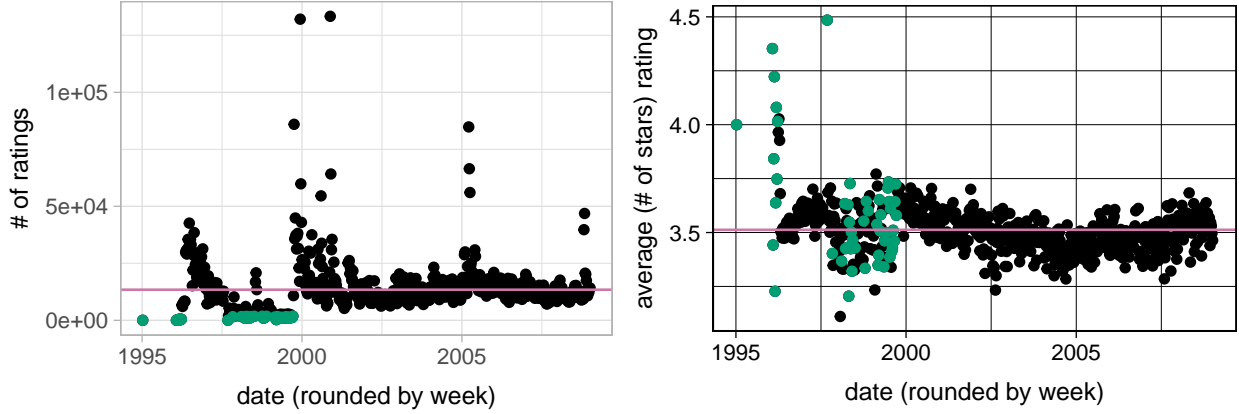 # of ratings
1e+05
5e+04
0e+00
1995
2000
2005
date (rounded by week)
average (# of stars) rating
4.5
4.0
3.5
1995
2000
2005
date (rounded by week)